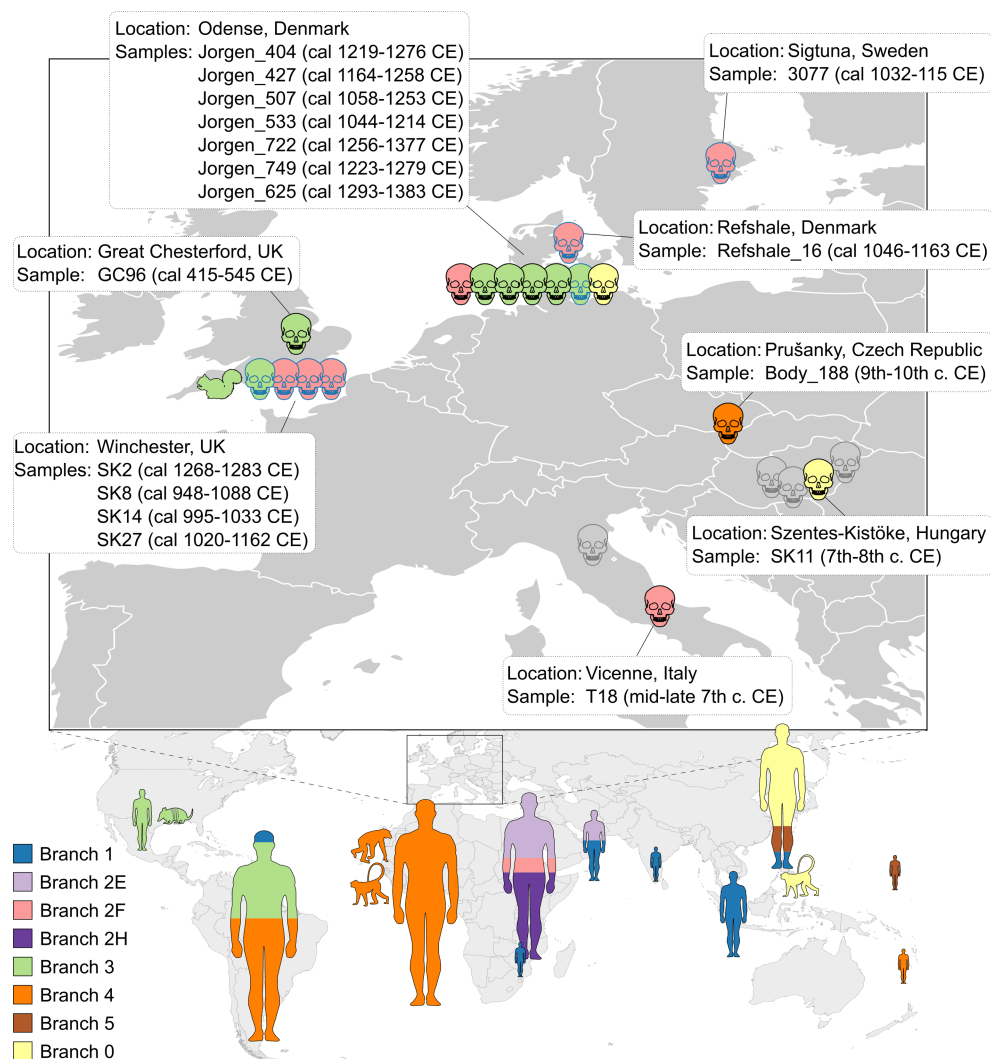 Location: Odense, Denmark
Samples: Jorgen_404 (cal 1219-1276 CE)
Jorgen_427 (cal 1164-1258 CE)
Jorgen_507 (cal 1058-1253 CE)
Jorgen_533 (cal 1044-1214 CE)
Jorgen_722 (cal 1256-1377 CE)
Jorgen_749 (cal 1223-1279 CE)
Jorgen_625 (cal 1293-1383 CE)
Location: Sigtuna, Sweden
Sample: 3077 (cal 1032-115 CE)
Location: Refshale, Denmark
Sample: Refshale_16 (cal 1046-1163 CE)
Location: Great Chesterford, UK
Sample: GC96 (cal 415-545 CE)
Location: Prušanky, Czech Republic
Sample: Body_188 (9th-10th c. CE)
Location: Winchester, UK
Samples: SK2 (cal 1268-1283 CE)
SK8 (cal 948-1088 CE)
SK14 (cal 995-1033 CE)
SK27 (cal 1020-1162 CE)
Location: Szentes-Kistöke, Hungary
Sample: SK11 (7th-8th c. CE)
Location: Vicenne, Italy
Sample: T18 (mid-late 7th c. CE)
Branch 1
Branch 2E
Branch 2F
Branch 2H
Branch 3
Branch 4
Branch 5
Branch 0